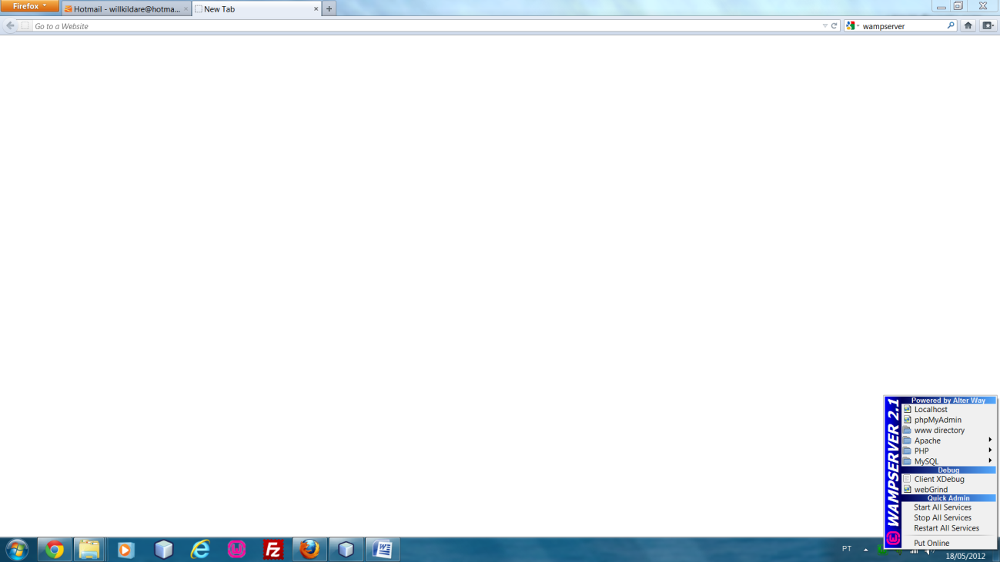 Firefox
Hotmail - willkildare@hotma...
New Tab
Go to a Website
wampserver
WAMPSERVER 2.1
Powered by Alter Way
Localhost
phpMyAdmin
www directory
Apache
PHP
MySQL
Debug
Client XDebug
webGrind
Quick Admin
Start All Services
Stop All Services
Restart All Services
Put Online
PT
18/05/2012